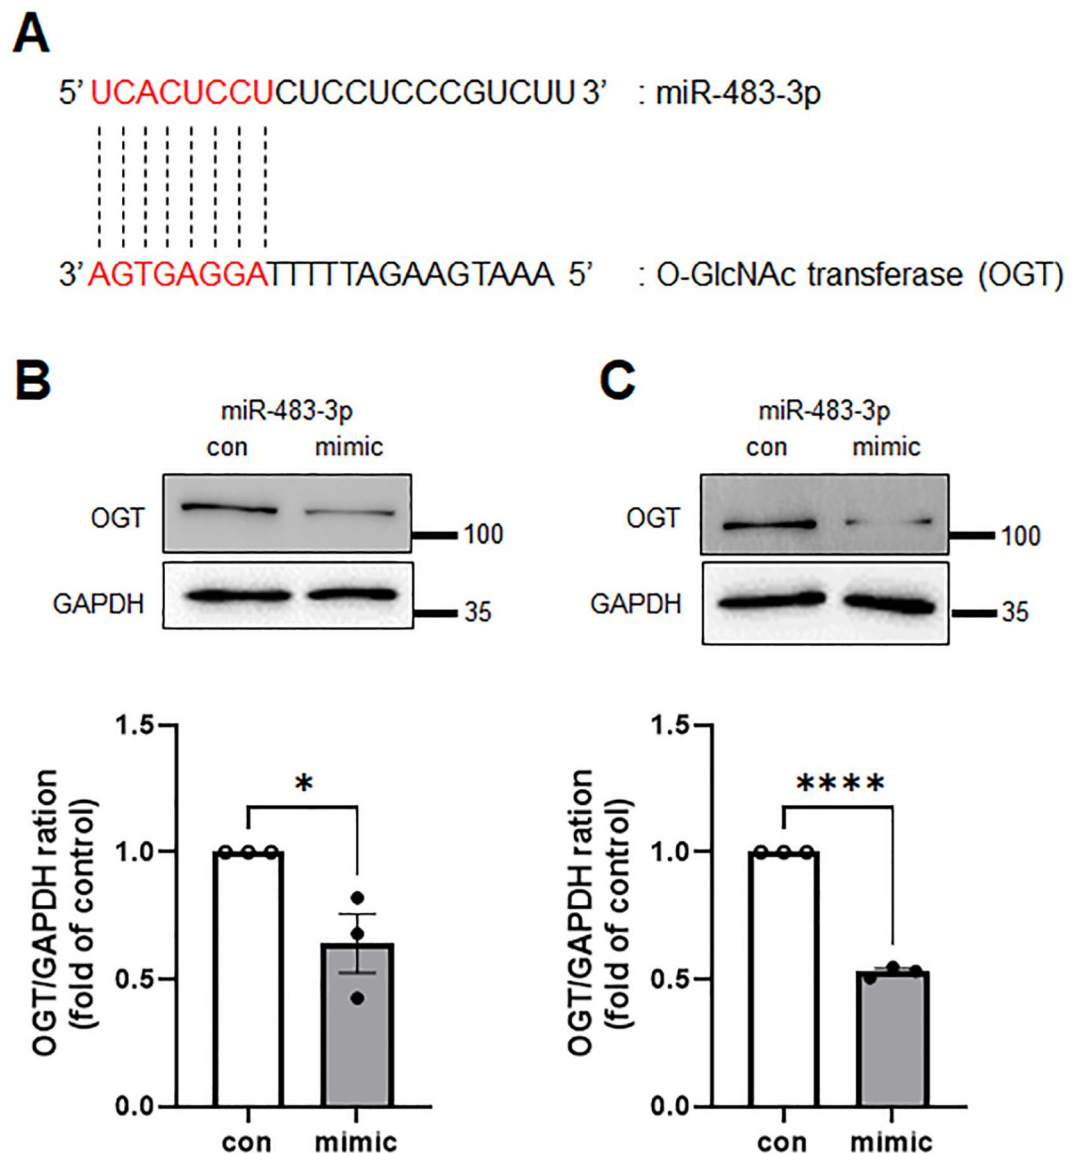 A
5’ UCACUCCUCUCCUCCCGUCUU 3’ : miR-483-3p
3’ AGTGAGGATTTTTAGAAGTAAA 5’ : O-GlcNAc transferase (OGT)
B
miR-483-3p
con mimic
OGT
100
GAPDH
35
1.5
1.0
0.5
0.0
OGT/GAPDH ration
(fold of control)
*
con mimic
C
miR-483-3p
con mimic
OGT
100
GAPDH
35
1.5
1.0
0.5
0.0
OGT/GAPDH ration
(fold of control)
****
con mimic